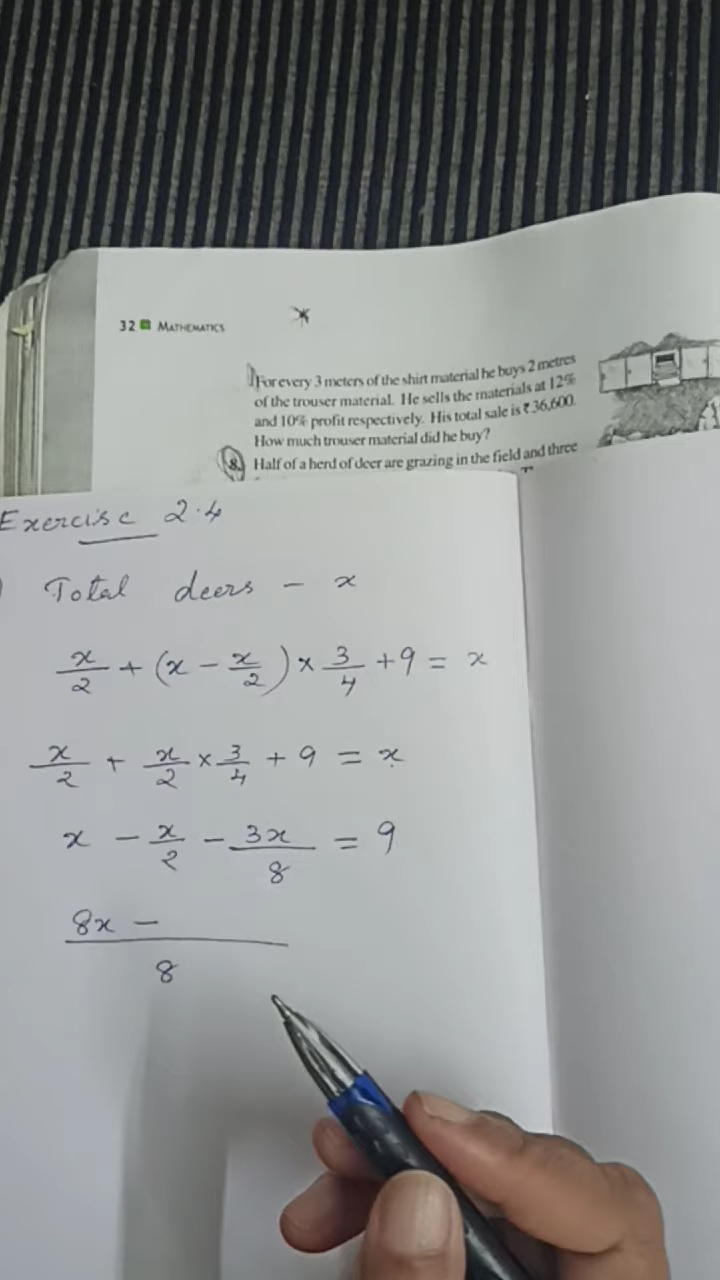 32 MATHEMATICS
For every 3 meters of the shirt material he buys 2 metres
of the trouser material. He sells the materials at 12%
and 10% profit respectively. His total sale is ₹ 36,600.
How much trouser material did he buy?
8. Half of a herd of deer are grazing in the field and three
Exercise 2.4
) Total deers - x
x/2 + (x - x/2) × 3/4 + 9 = x
x/2 + x/2 × 3/4 + 9 = x
x - x/2 - 3x/8 = 9
8x - / 8